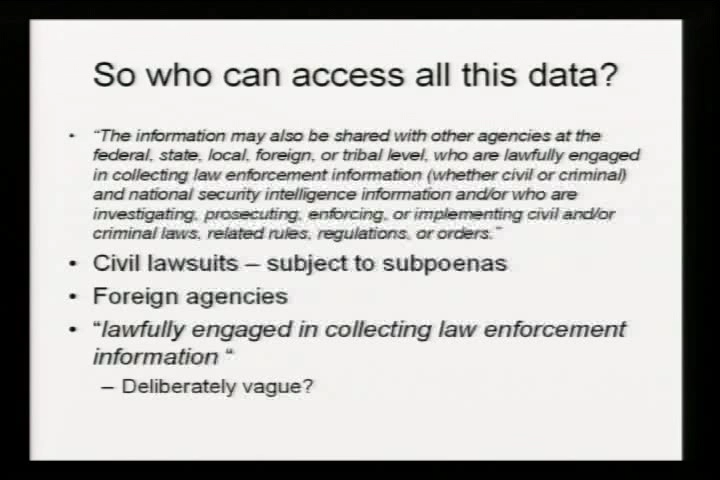 So who can access all this data?
• "The information may also be shared with other agencies at the
federal, state, local, foreign, or tribal level, who are lawfully engaged
in collecting law enforcement information (whether civil or criminal)
and national security intelligence information and/or who are
investigating, prosecuting, enforcing, or implementing civil and/or
criminal laws, related rules, regulations, or orders."
• Civil lawsuits – subject to subpoenas
• Foreign agencies
• "lawfully engaged in collecting law enforcement
information "
– Deliberately vague?